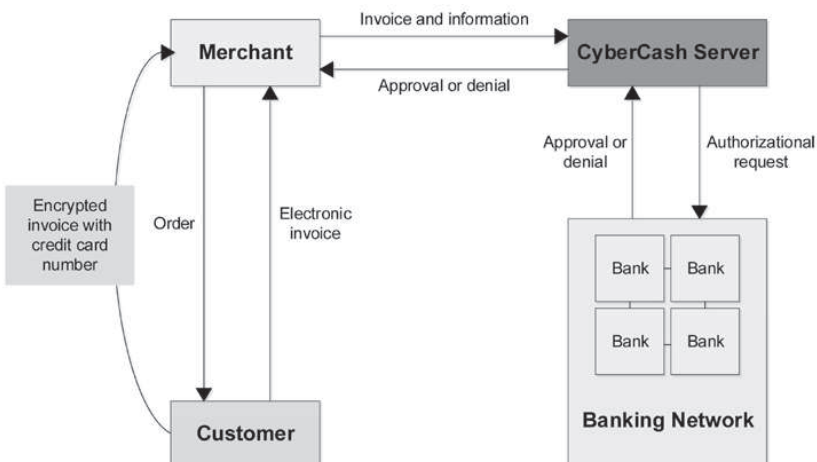 Invoice and information
Merchant
CyberCash Server
Approval or denial
Approval or
denial
Authorizational
request
Encrypted
invoice with
credit card
number
Order
Electronic
invoice
Bank
Bank
Bank
Bank
Banking Network
Customer